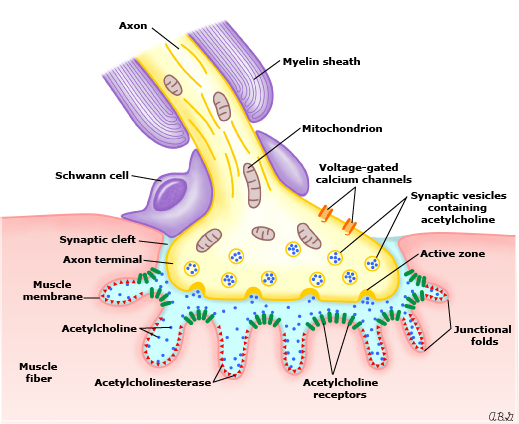 Axon
Myelin sheath
Mitochondrion
Voltage-gated
calcium channels
Schwann cell
Synaptic vesicles
containing
acetylcholine
Synaptic cleft
Axon terminal
Active zone
Muscle
membrane
Acetylcholine
Junctional
folds
Muscle
fiber
Acetylcholinesterase
Acetylcholine
receptors